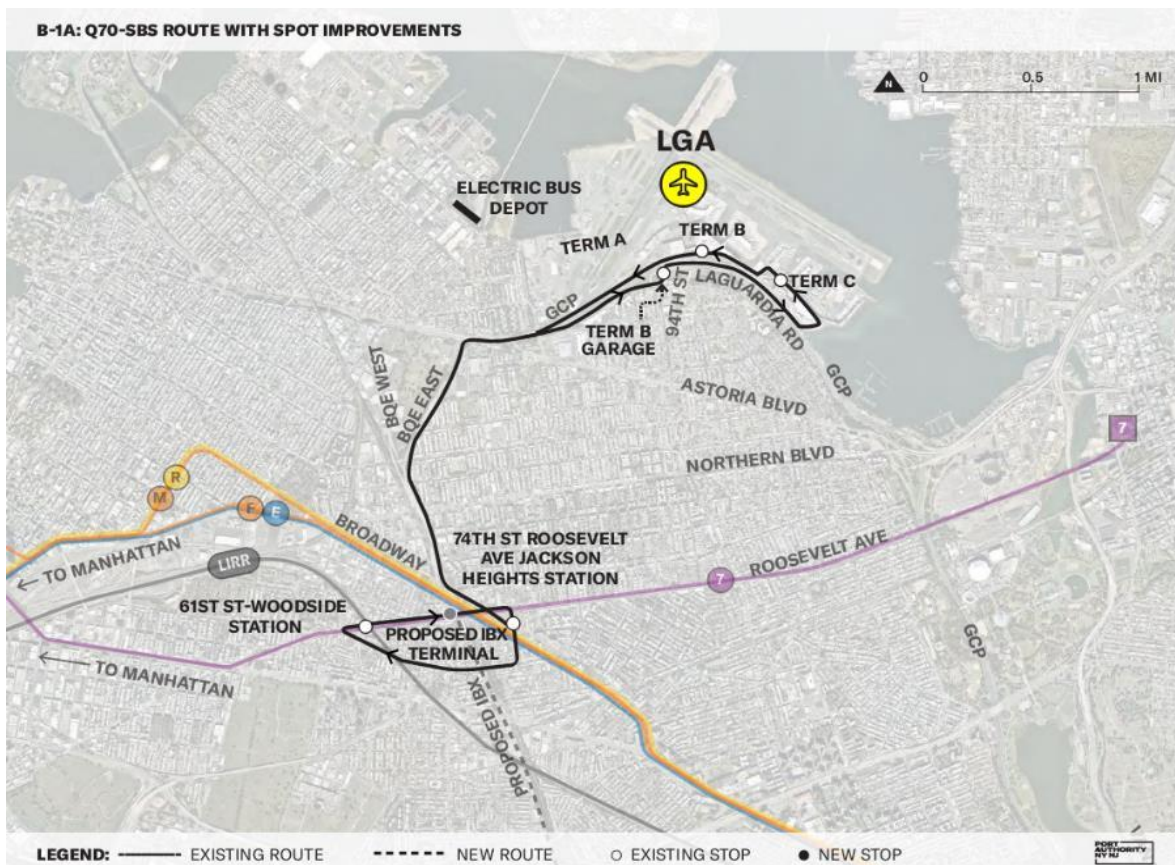 B-1A: Q70-SBS ROUTE WITH SPOT IMPROVEMENTS
N
0 0.5 1 MI
LGA
ELECTRIC BUS
DEPOT
TERM A
TERM B
TERM C
GCP
94TH ST
LAGUARDIA RD
TERM B
GARAGE
BQE WEST
BQE EAST
GCP
ASTORIA BLVD
NORTHERN BLVD
7
R
M
F
E
BROADWAY
TO MANHATTAN
LIRR
74TH ST ROOSEVELT
AVE JACKSON
HEIGHTS STATION
ROOSEVELT AVE
7
61ST ST-WOODSIDE
STATION
PROPOSED IBX
TERMINAL
TO MANHATTAN
PROPOSED IBX
GCP
LEGEND: EXISTING ROUTE NEW ROUTE EXISTING STOP NEW STOP
PORT
AUTHORITY
NY NJ